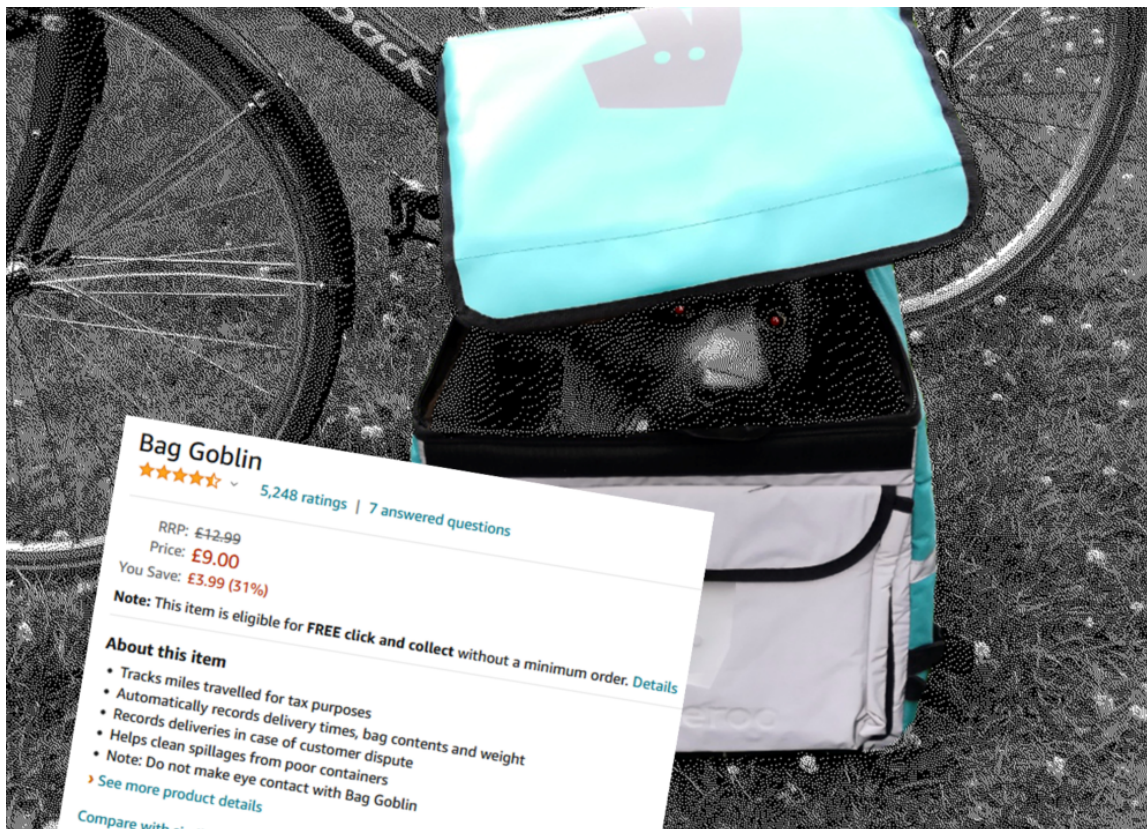 oack
Bag Goblin
5,248 ratings | 7 answered questions
RRP: £12.99
Price: £9.00
You Save: £3.99 (31%)
Note: This item is eligible for FREE click and collect without a minimum order. Details
About this item
• Tracks miles travelled for tax purposes
• Automatically records delivery times, bag contents and weight
• Records deliveries in case of customer dispute
• Helps clean spillages from poor containers
• Note: Do not make eye contact with Bag Goblin
› See more product details
Compare with
eroo